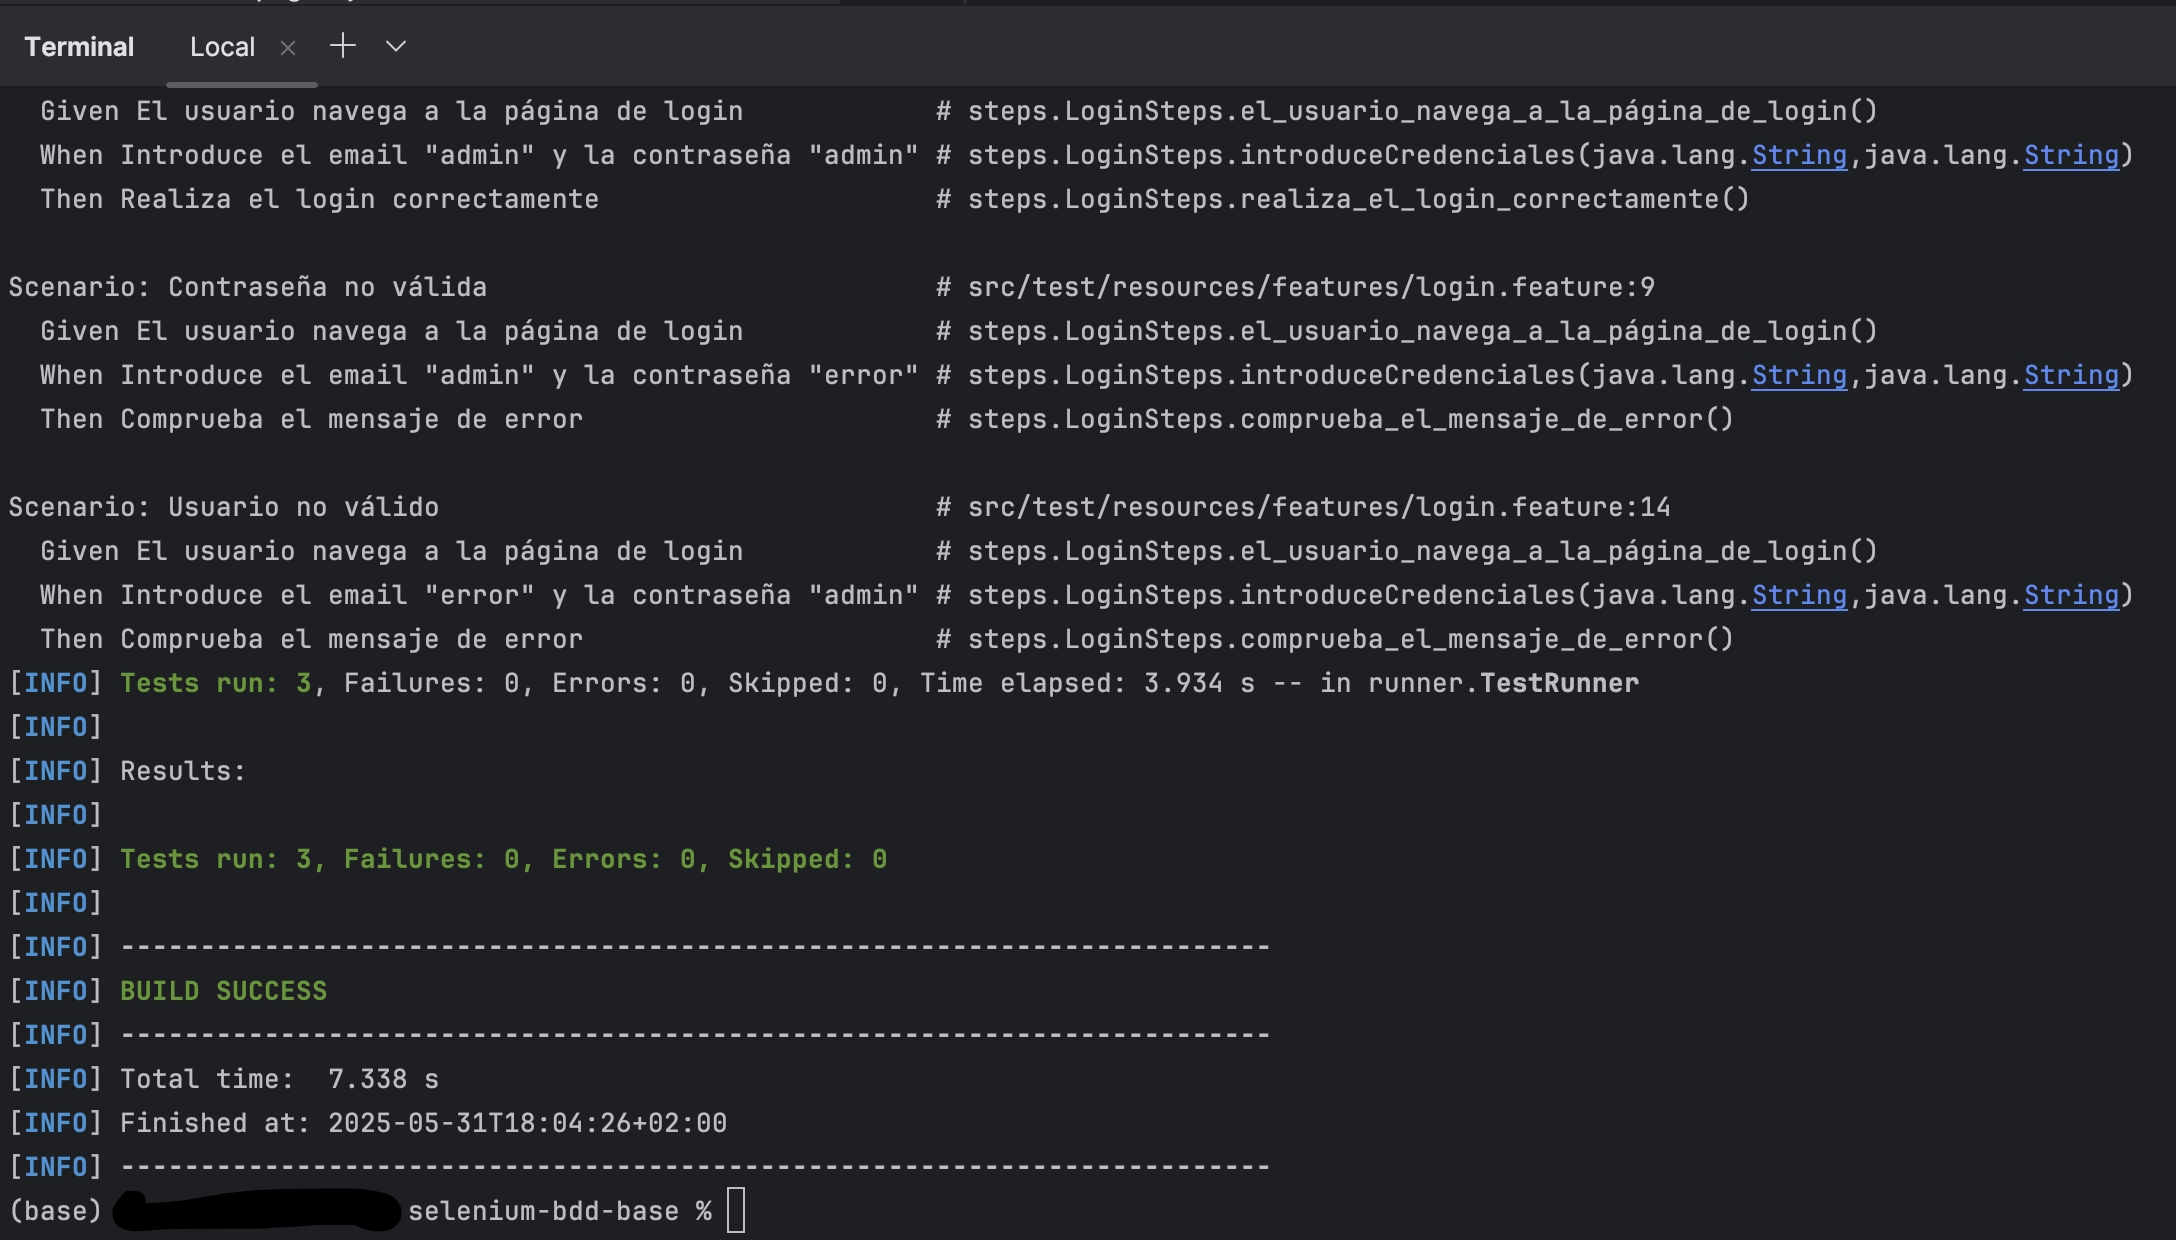 Terminal Local
Given El usuario navega a la página de login # steps.LoginSteps.el_usuario_navega_a_la_página_de_login()
When Introduce el email "admin" y la contraseña "admin" # steps.LoginSteps.introduceCredenciales(java.lang.String,java.lang.String)
Then Realiza el login correctamente # steps.LoginSteps.realiza_el_login_correctamente()
Scenario: Contraseña no válida # src/test/resources/features/login.feature:9
Given El usuario navega a la página de login # steps.LoginSteps.el_usuario_navega_a_la_página_de_login()
When Introduce el email "admin" y la contraseña "error" # steps.LoginSteps.introduceCredenciales(java.lang.String,java.lang.String)
Then Comprueba el mensaje de error # steps.LoginSteps.comprueba_el_mensaje_de_error()
Scenario: Usuario no válido # src/test/resources/features/login.feature:14
Given El usuario navega a la página de login # steps.LoginSteps.el_usuario_navega_a_la_página_de_login()
When Introduce el email "error" y la contraseña "admin" # steps.LoginSteps.introduceCredenciales(java.lang.String,java.lang.String)
Then Comprueba el mensaje de error # steps.LoginSteps.comprueba_el_mensaje_de_error()
[INFO] Tests run: 3, Failures: 0, Errors: 0, Skipped: 0, Time elapsed: 3.934 s -- in runner.TestRunner
[INFO]
[INFO] Results:
[INFO]
[INFO] Tests run: 3, Failures: 0, Errors: 0, Skipped: 0
[INFO]
[INFO] ------------------------------------------------------------------------
[INFO] BUILD SUCCESS
[INFO] ------------------------------------------------------------------------
[INFO] Total time:  7.338 s
[INFO] Finished at: 2025-05-31T18:04:26+02:00
[INFO] ------------------------------------------------------------------------
(base) selenium-bdd-base %